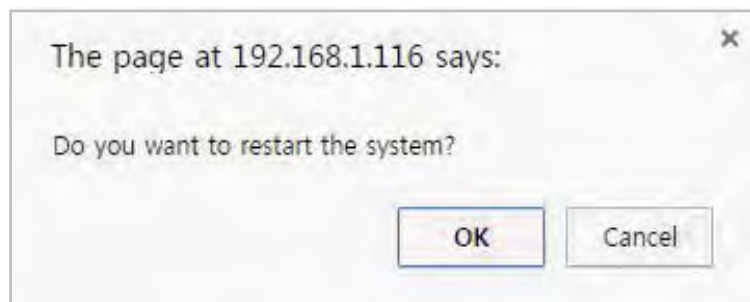 The page at 192.168.1.116 says:
Do you want to restart the system?
OK Cancel